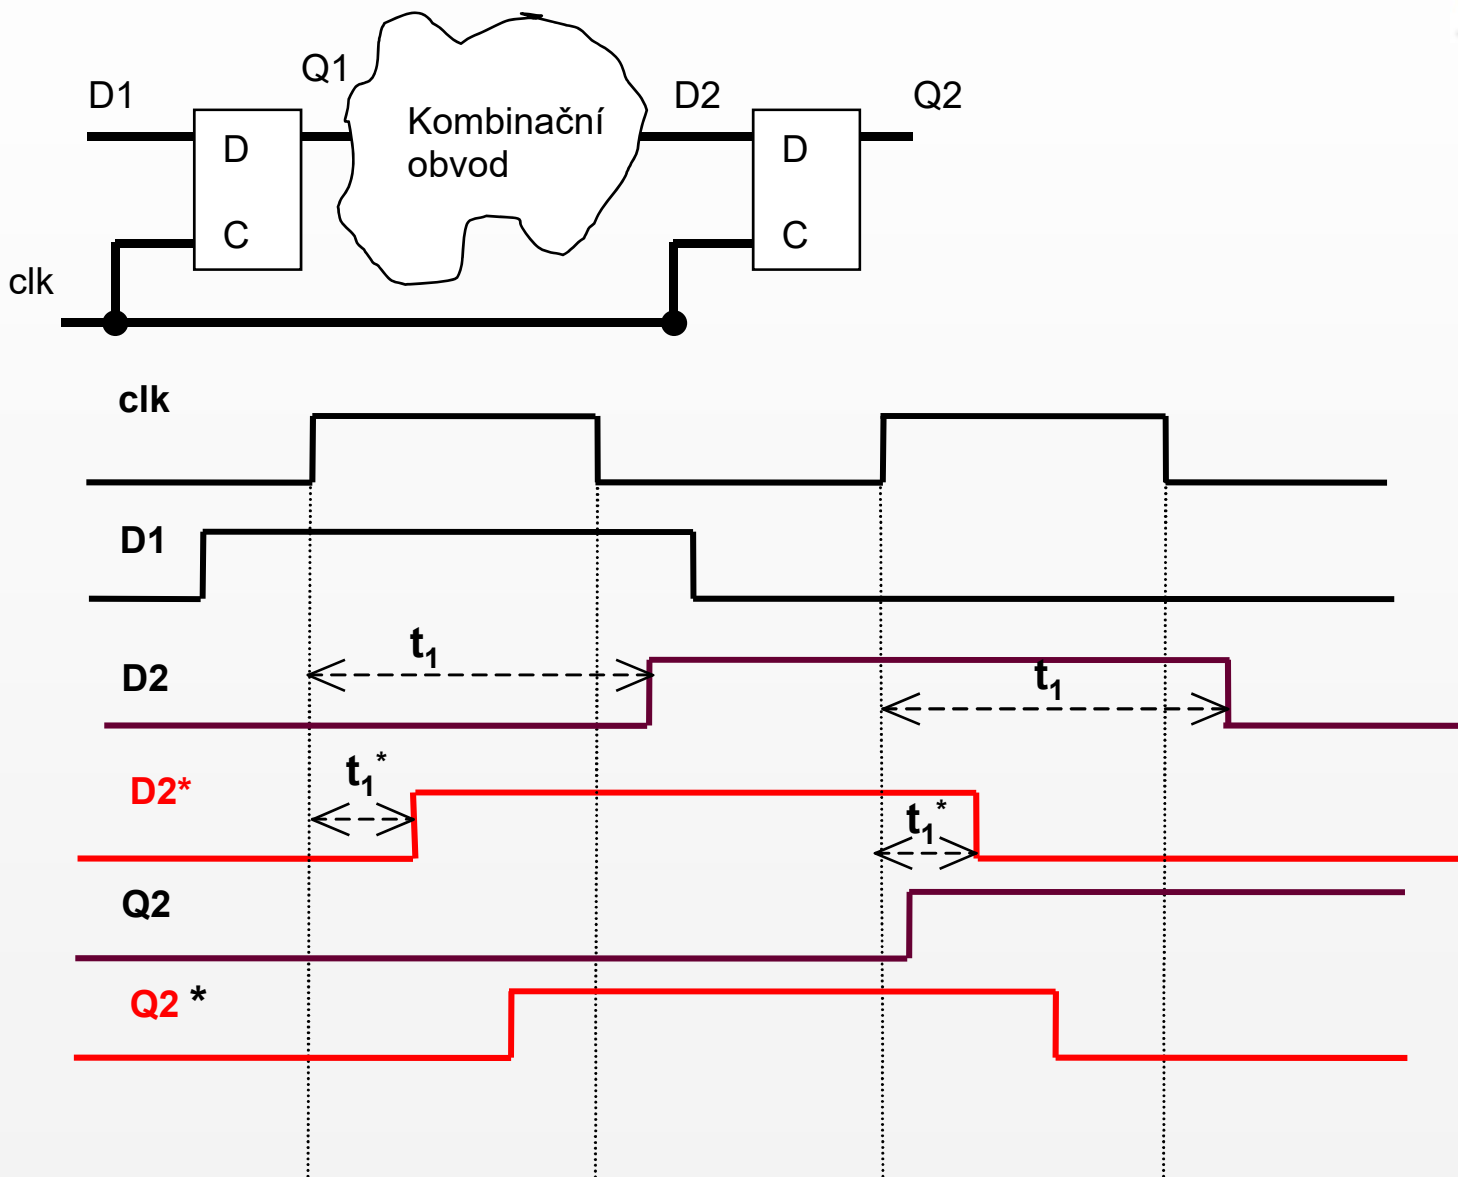 D1
Q1
D2
Q2
Kombinační
obvod
D
D
C
C
clk
clk
D1
t1
D2
t1
t1*
D2*
t1*
Q2
Q2 *